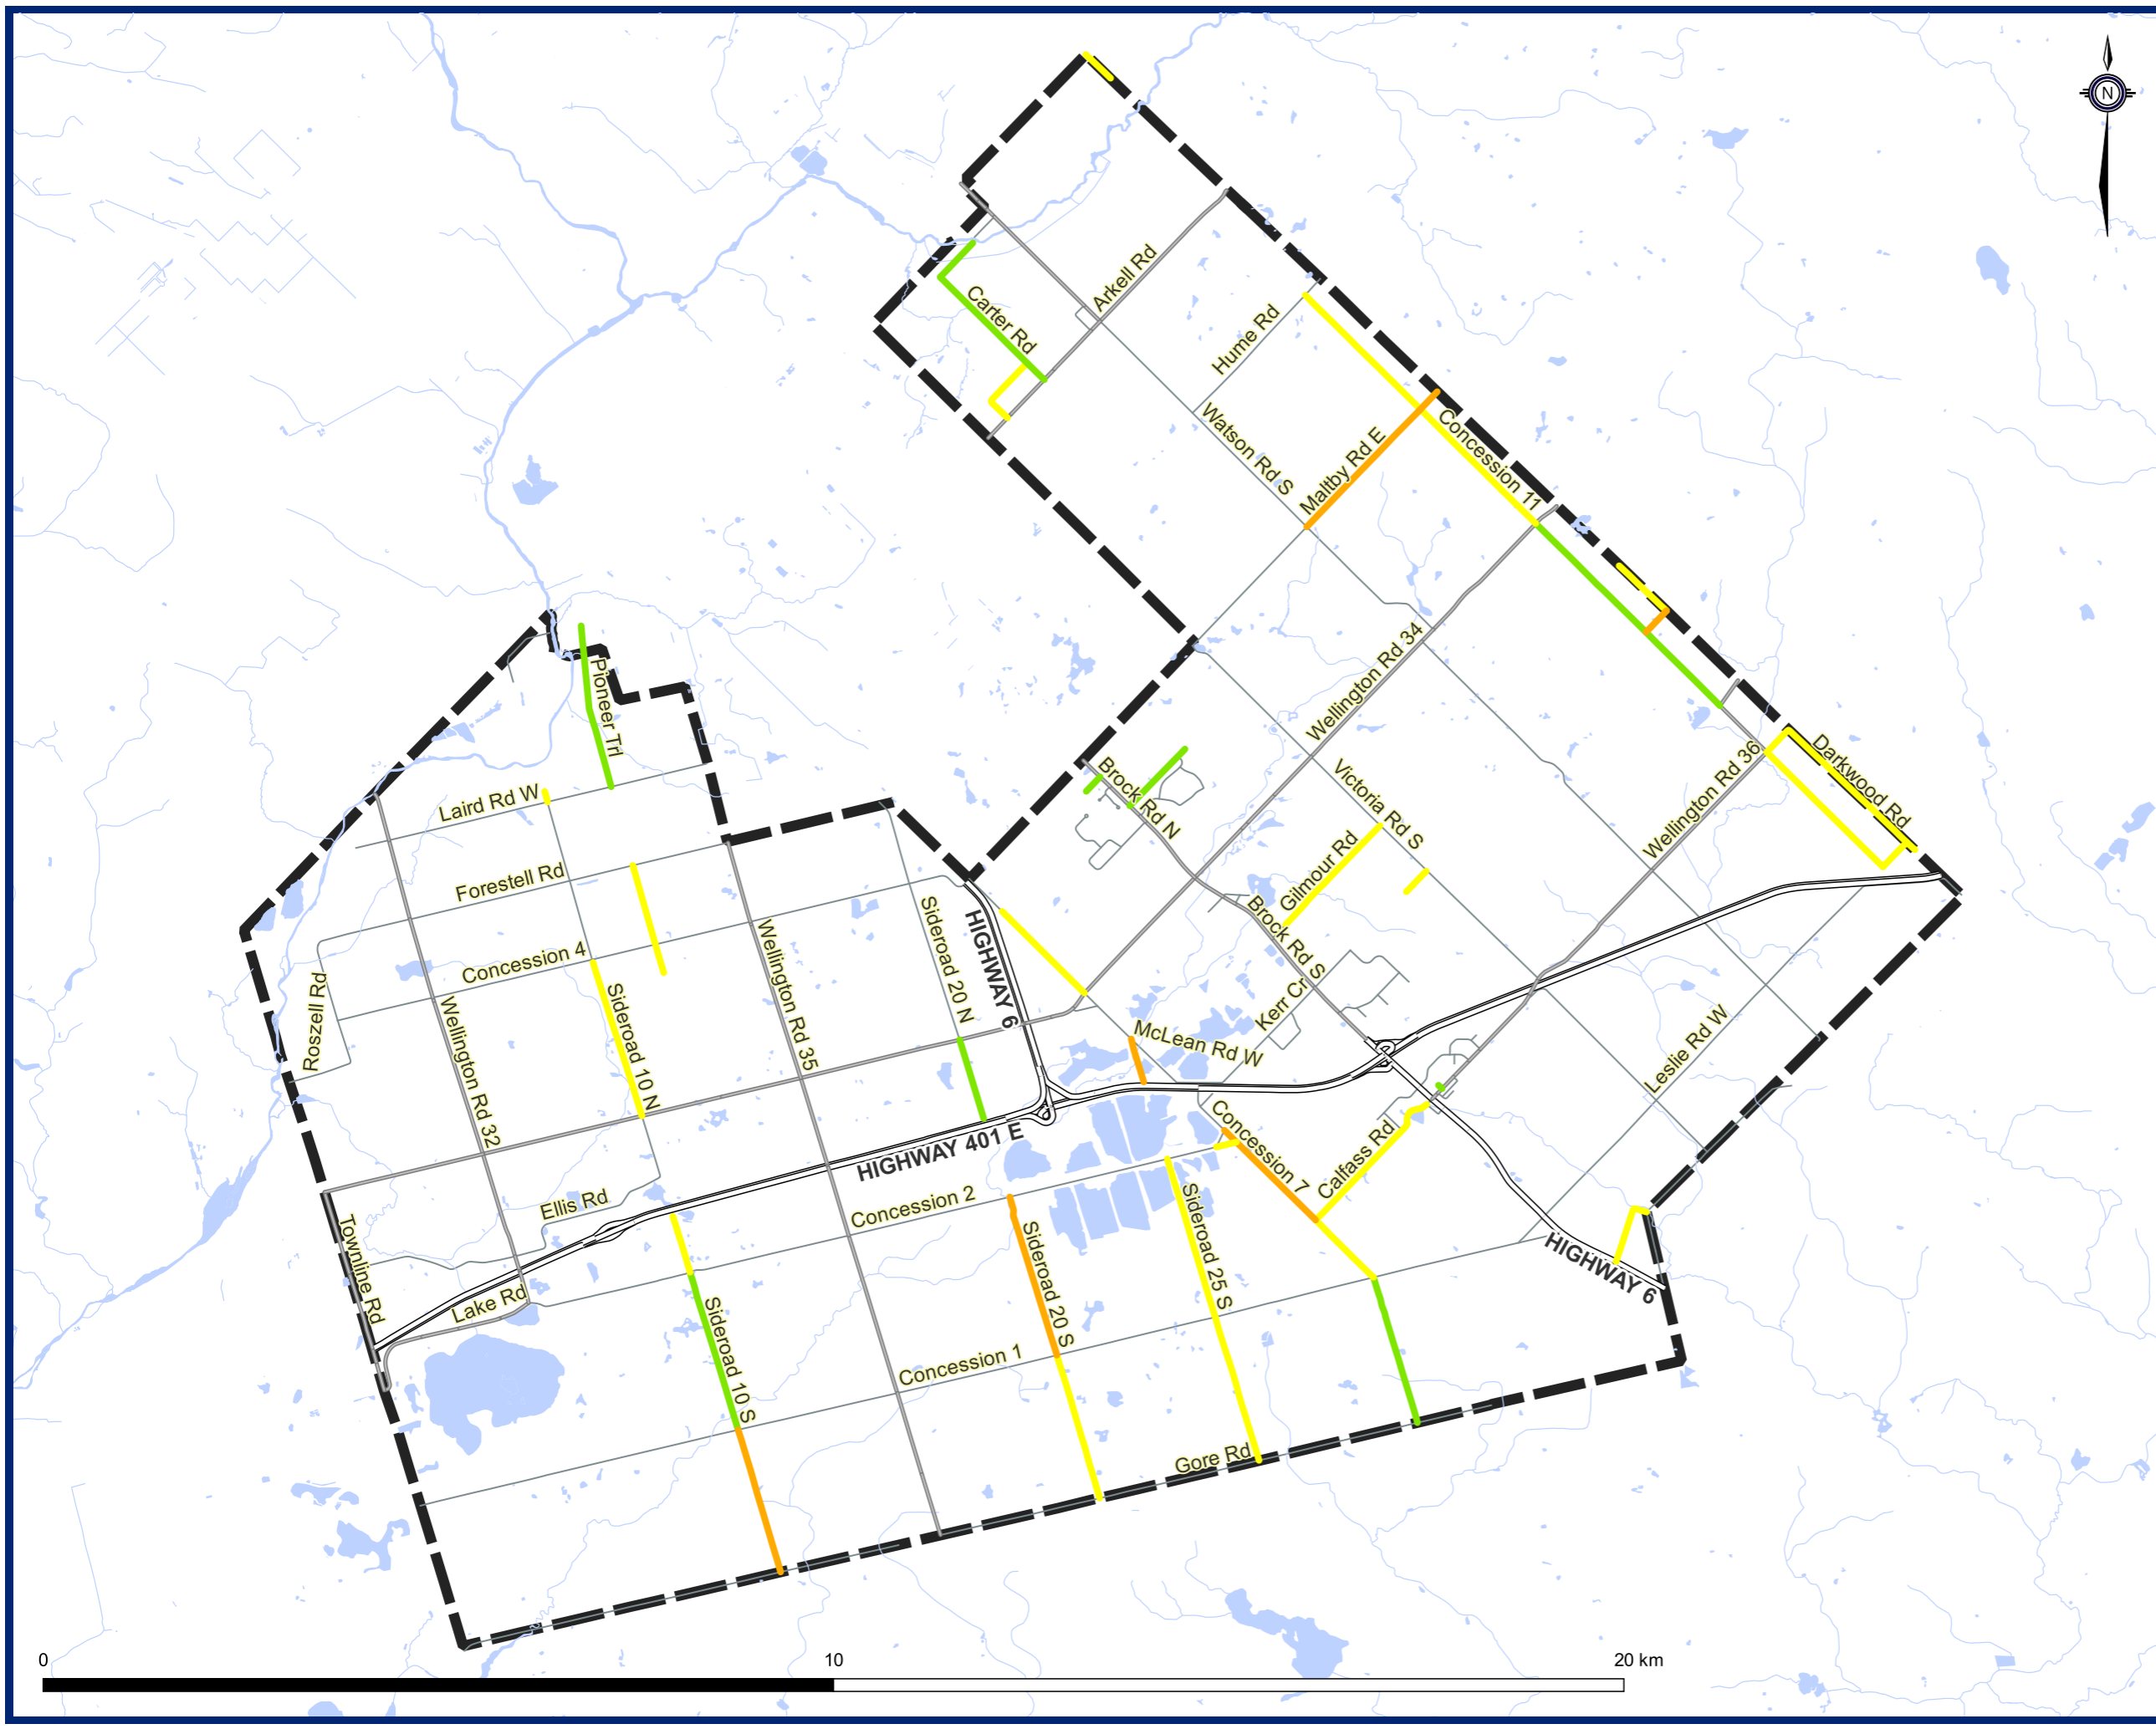 N
Arkell Rd
Carter Rd
Hume Rd
Watson Rd S
Maltby Rd E
Concession 11
Pioneer Trl
Wellington Rd 34
Darkwood Rd
Wellington Rd 36
Brock Rd N
Victoria Rd S
Laird Rd W
Gilmour Rd
Forestell Rd
Sideroad 20 N
HIGHWAY 6
Wellington Rd 35
Brock Rd S
Concession 4
Roszell Rd
Sideroad 10 N
Kerr Cr
Wellington Rd 32
McLean Rd W
Leslie Rd W
HIGHWAY 401 E
Concession 7
Calfass Rd
Ellis Rd
Concession 2
Sideroad 25 S
Townline Rd
Sideroad 20 S
HIGHWAY 6
Lake Rd
Sideroad 10 S
Concession 1
Gore Rd
0 10 20 km